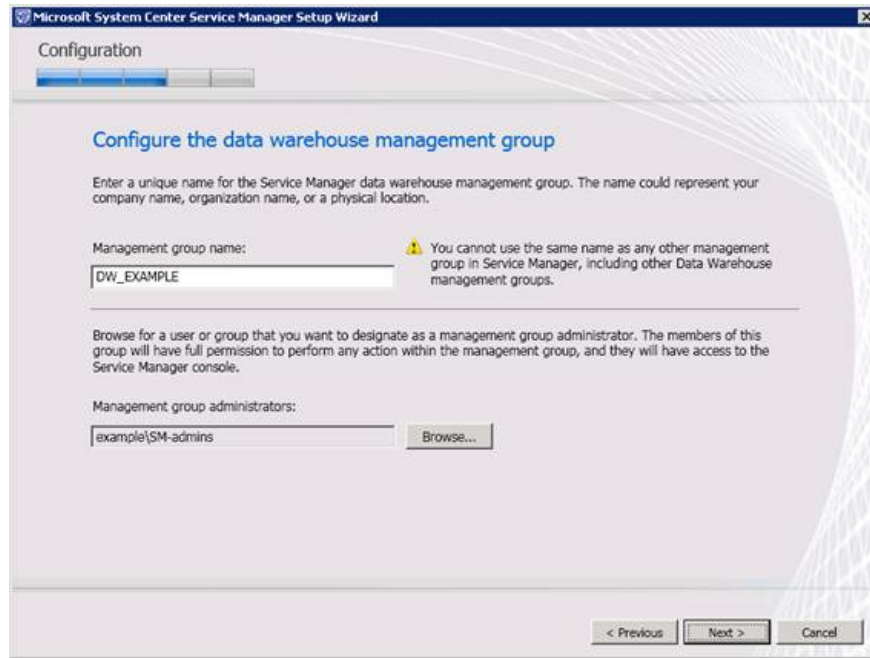 Microsoft System Center Service Manager Setup Wizard
Configuration
Configure the data warehouse management group
Enter a unique name for the Service Manager data warehouse management group. The name could represent your
company name, organization name, or a physical location.
Management group name:
DW_EXAMPLE
You cannot use the same name as any other management
group in Service Manager, including other Data Warehouse
management groups.
Browse for a user or group that you want to designate as a management group administrator. The members of this
group will have full permission to perform any action within the management group, and they will have access to the
Service Manager console.
Management group administrators:
example\SM-admins
Browse...
< Previous
Next >
Cancel